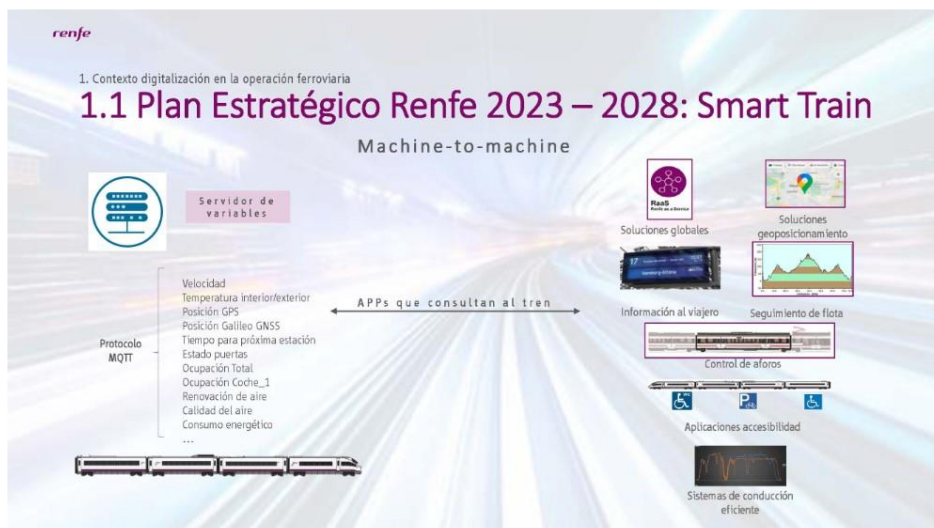 renfe
1. Contexto digitalización en la operación ferroviaria
1.1 Plan Estratégico Renfe 2023 – 2028: Smart Train
Machine-to-machine
Servidor de
variables
Protocolo
MQTT
Velocidad
Temperatura interior/exterior
Posición GPS
Posición Galileo GNSS
Tiempo para próxima estación
Estado puertas
Ocupación Total
Ocupación Coche_1
Renovación de aire
Calidad del aire
Consumo energético
...
APPs que consultan al tren
RaaS
Renfe as a Service
Soluciones globales
Soluciones
geoposicionamiento
17
Información al viajero
Seguimiento de flota
Control de aforos
P
Aplicaciones accesibilidad
Sistemas de conducción
eficiente